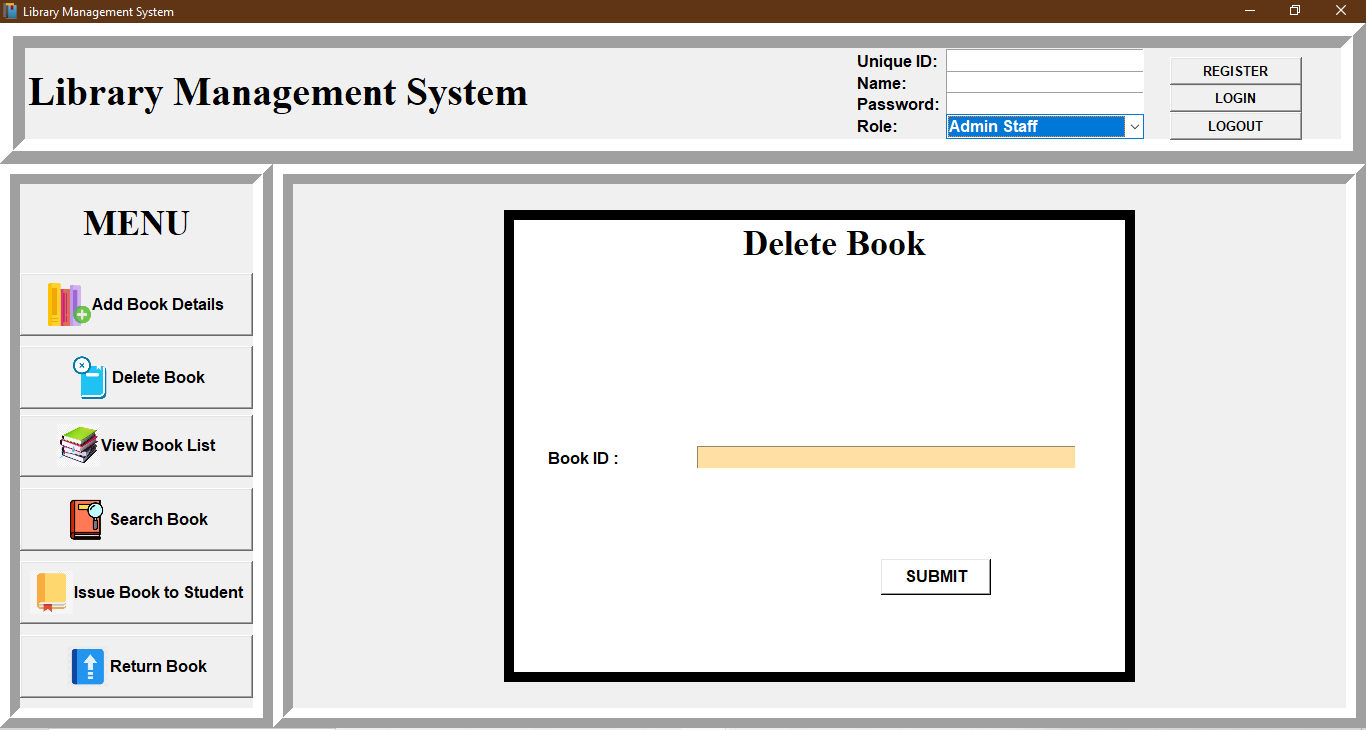 Library Management System
Library Management System
Unique ID:
Name:
Password:
Role:
Admin Staff
REGISTER
LOGIN
LOGOUT
MENU
Add Book Details
Delete Book
View Book List
Search Book
Issue Book to Student
Return Book
Delete Book
Book ID :
SUBMIT